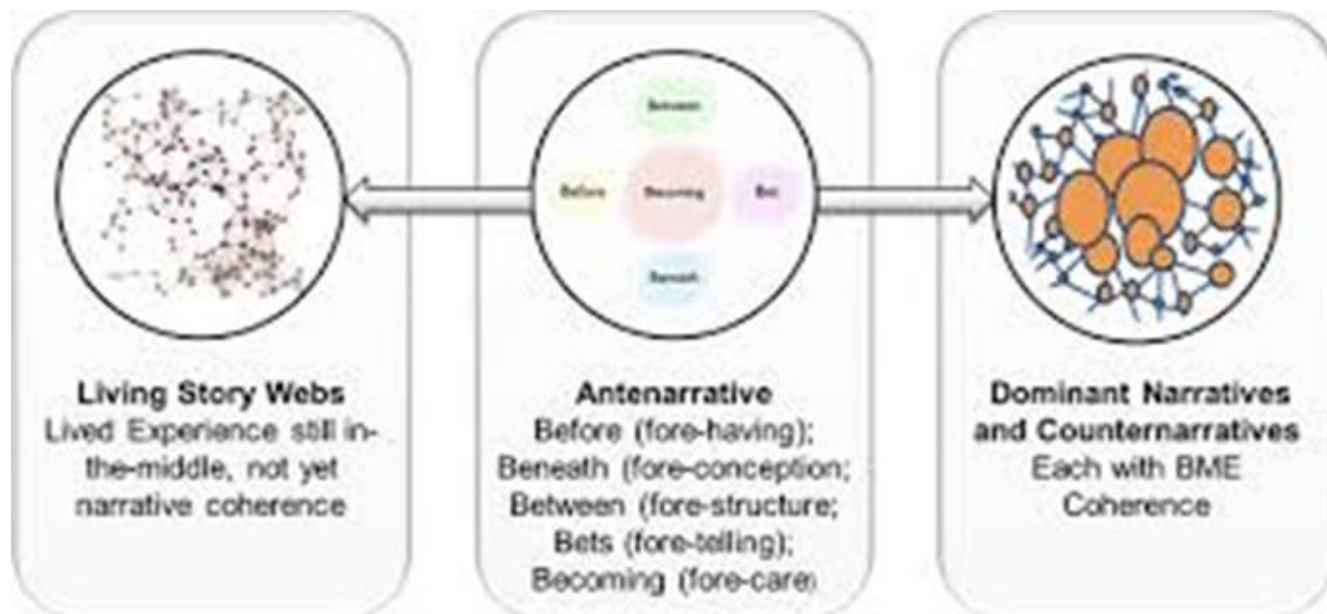 Between
Before
Becoming
Bet
Beneath
Living Story Webs
Lived Experience still in-
the-middle, not yet
narrative coherence
Antenarrative
Before (fore-having);
Beneath (fore-conception;
Between (fore-structure;
Bets (fore-telling);
Becoming (fore-care)
Dominant Narratives
and Counternarratives
Each with BME
Coherence